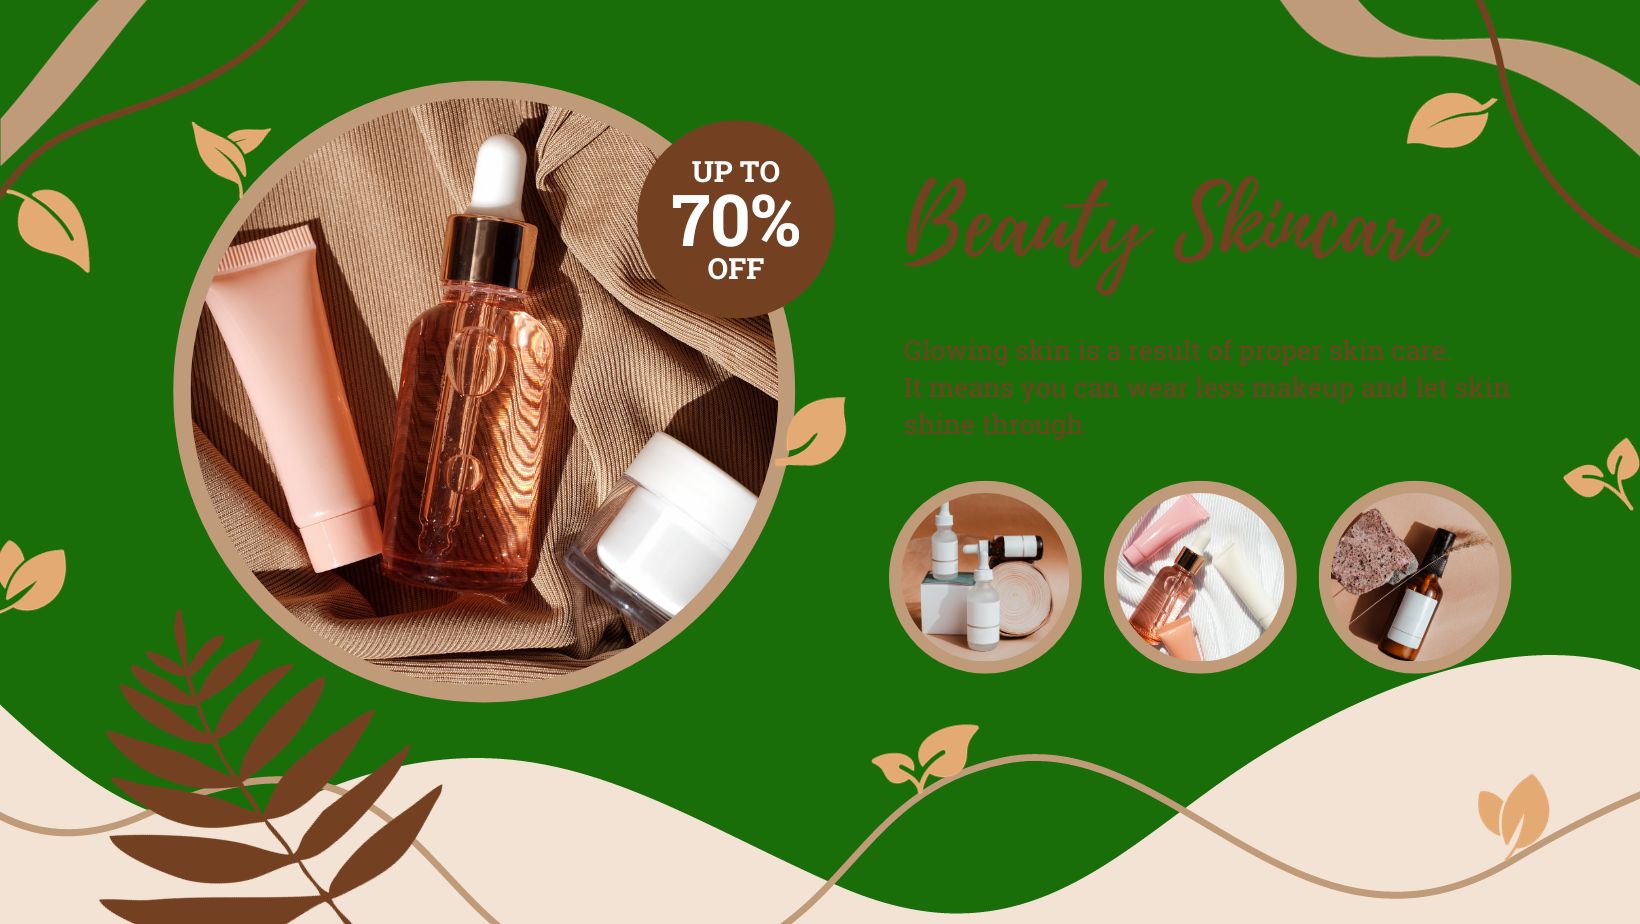 UP TO
70%
OFF
Beauty Skincare
Glowing skin is a result of proper skin care.
It means you can wear less makeup and let skin
shine through